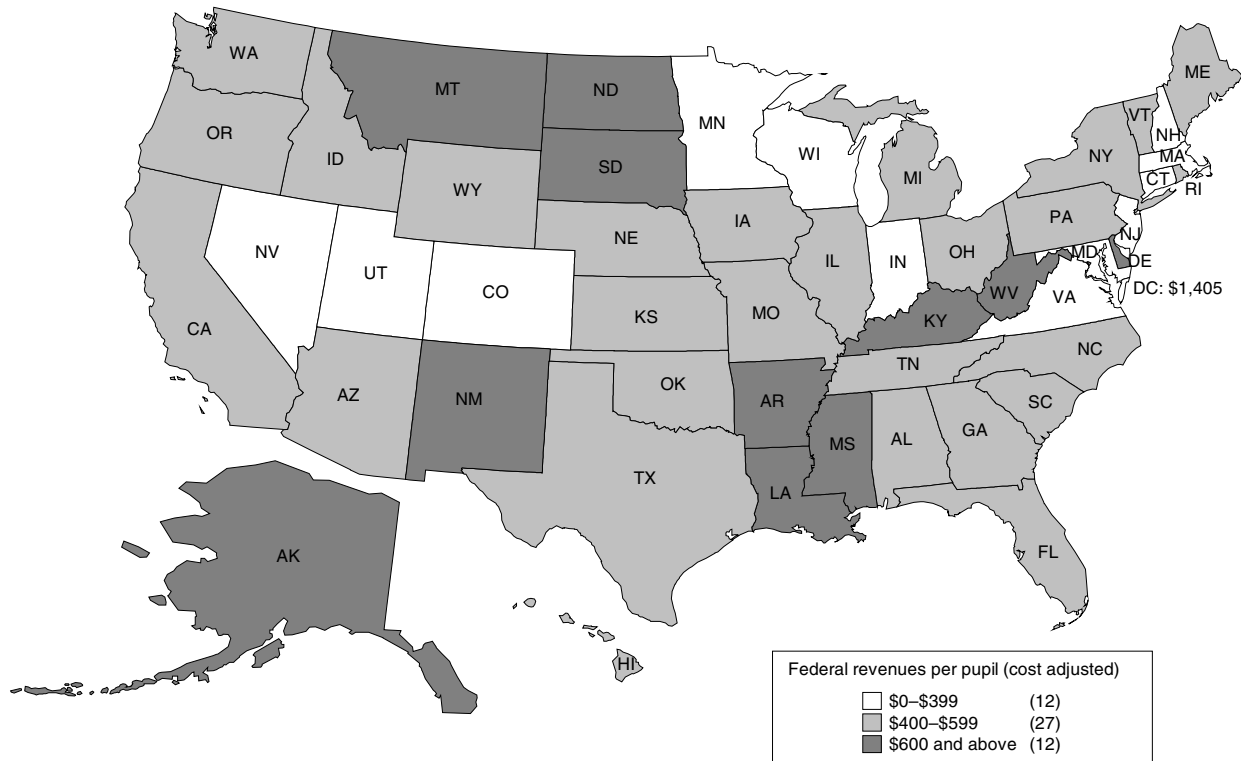 WA
MT
ND
MN
ME
VT
NH
OR
ID
SD
WI
NY
MA
WY
MI
CT
RI
IA
PA
NE
NJ
NV
OH
IL
IN
MD
UT
DE
CO
WV
DC: $1,405
VA
KS
MO
CA
KY
NC
TN
OK
AZ
NM
AR
SC
GA
MS
AL
TX
LA
FL
AK
HI
Federal revenues per pupil (cost adjusted)
$0–$399 (12)
$400–$599 (27)
$600 and above (12)